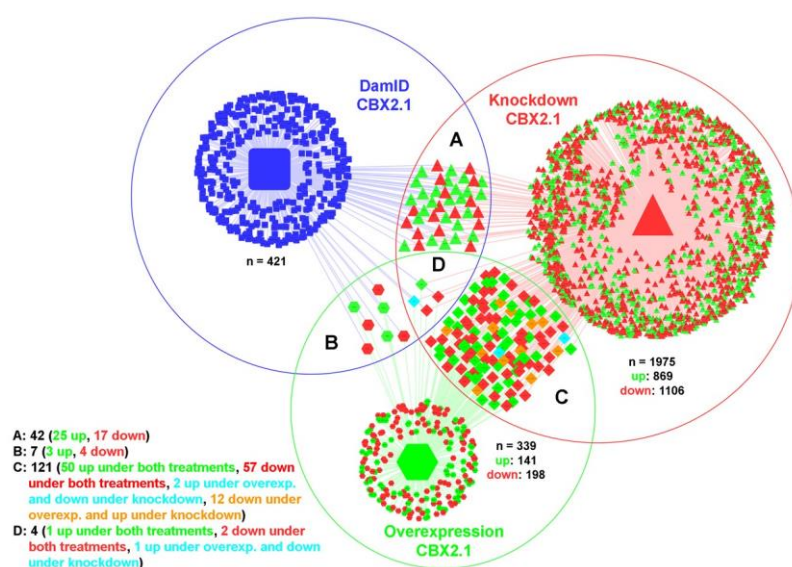 DamID
CBX2.1
Knockdown
CBX2.1
A
n = 421
D
B
C
n = 1975
up: 869
down: 1106
n = 339
up: 141
down: 198
Overexpression
CBX2.1
A: 42 (25 up, 17 down)
B: 7 (3 up, 4 down)
C: 121 (50 up under both treatments, 57 down
under both treatments, 2 up under overexp.
and down under knockdown, 12 down under
overexp. and up under knockdown)
D: 4 (1 up under both treatments, 2 down under
both treatments, 1 up under overexp. and down
under knockdown)